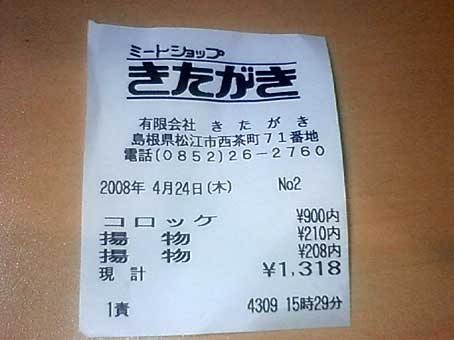 ミートショップ
きたがき
有限会社 きたがき
島根県松江市西茶町71番地
電話(0852)26-2760
2008年 4月24日(木) No2
コロッケ ¥900内
揚物 ¥210内
揚物 ¥208内
現計 ¥1,318
1責 4309 15時29分